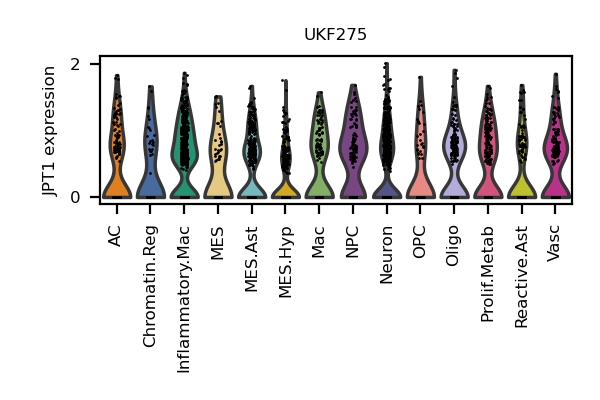 UKF275
JPT1 expression
2
0
AC
Chromatin.Reg
Inflammatory.Mac
MES
MES.Ast
MES.Hyp
Mac
NPC
Neuron
OPC
Oligo
Prolif.Metab
Reactive.Ast
Vasc